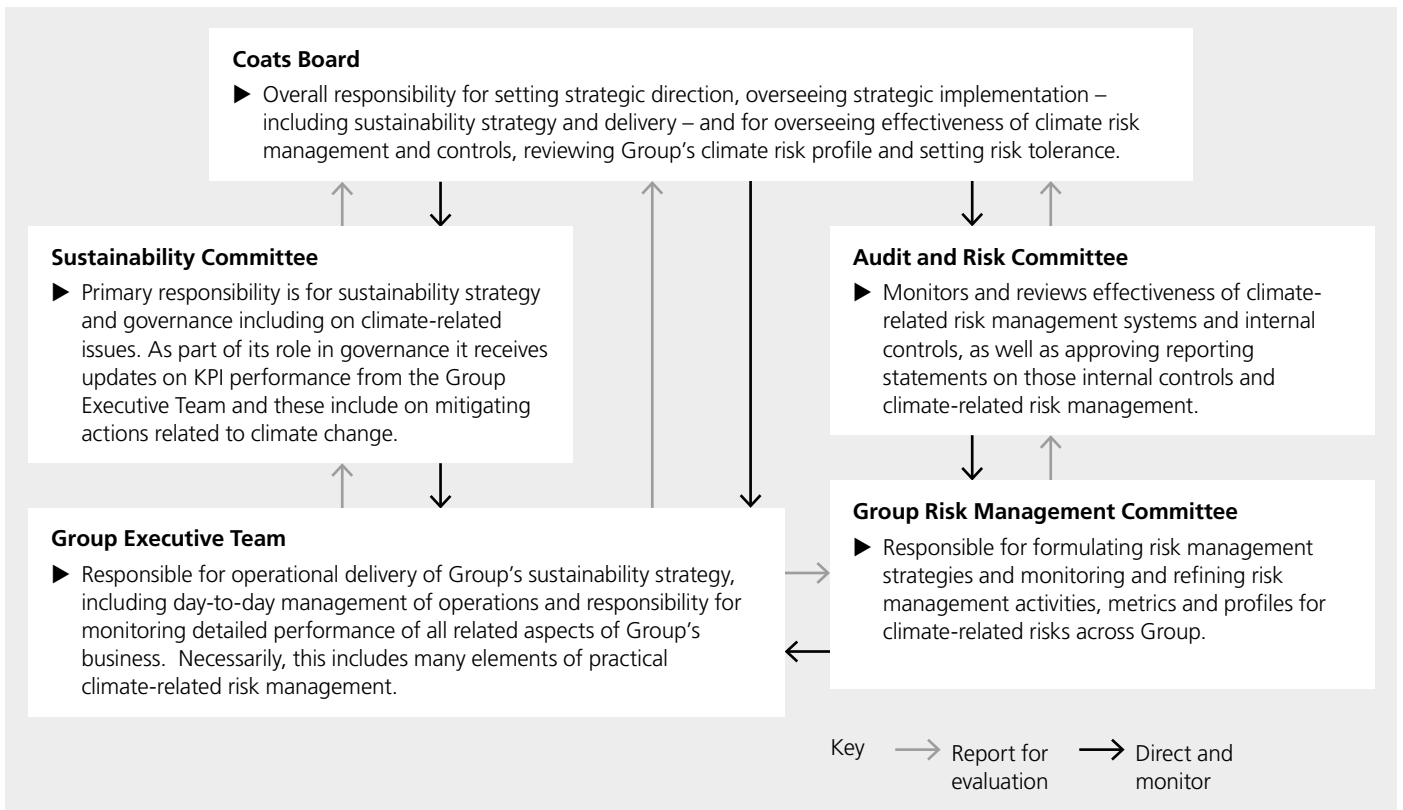 Coats Board
▶ Overall responsibility for setting strategic direction, overseeing strategic implementation –
including sustainability strategy and delivery – and for overseeing effectiveness of climate risk
management and controls, reviewing Group’s climate risk profile and setting risk tolerance.
Sustainability Committee
▶ Primary responsibility is for sustainability strategy
and governance including on climate-related
issues. As part of its role in governance it receives
updates on KPI performance from the Group
Executive Team and these include on mitigating
actions related to climate change.
Audit and Risk Committee
▶ Monitors and reviews effectiveness of climate-
related risk management systems and internal
controls, as well as approving reporting
statements on those internal controls and
climate-related risk management.
Group Executive Team
▶ Responsible for operational delivery of Group’s sustainability strategy,
including day-to-day management of operations and responsibility for
monitoring detailed performance of all related aspects of Group’s
business. Necessarily, this includes many elements of practical
climate-related risk management.
Group Risk Management Committee
▶ Responsible for formulating risk management
strategies and monitoring and refining risk
management activities, metrics and profiles for
climate-related risks across Group.
Key
Report for
evaluation
Direct and
monitor